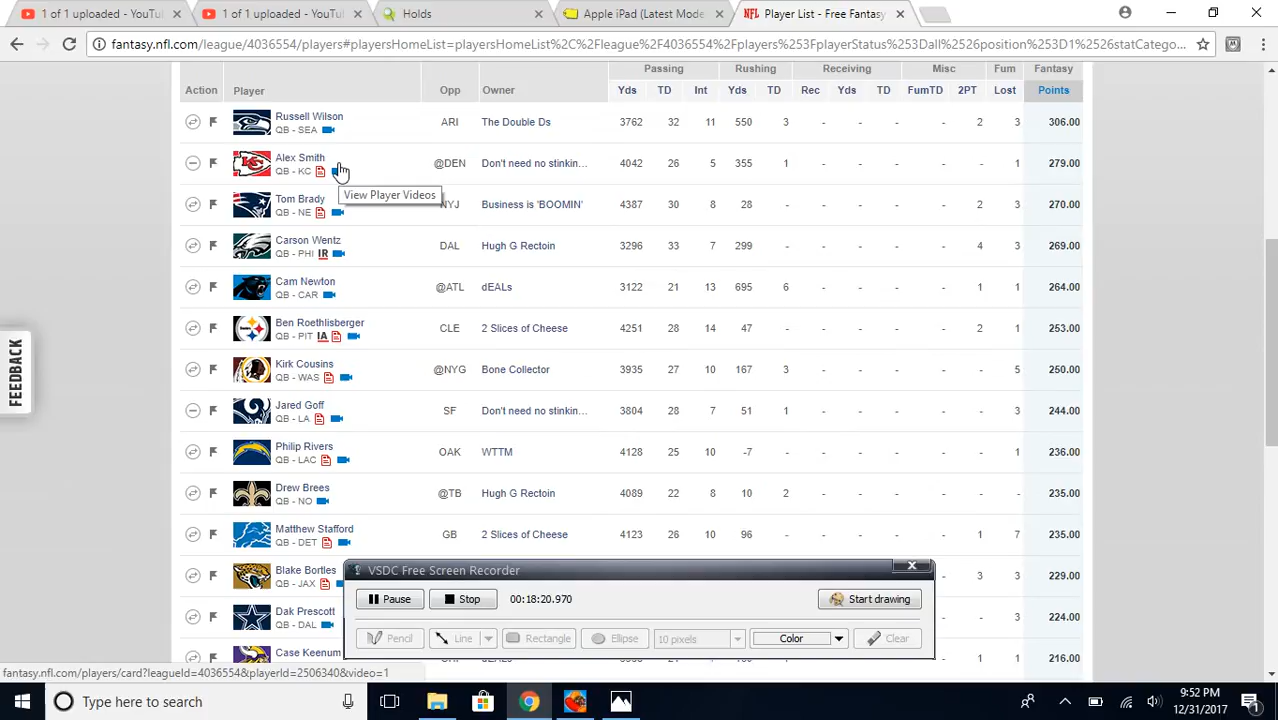 1 of 1 uploaded - YouTu
1 of 1 uploaded - YouTu
Holds
Apple iPad (Latest Mode
NFL Player List - Free Fantasy
fantasy.nfl.com/league/4036554/players#playersHomeList=playersHomeList%2C%2Fleague%2F4036554%2Fplayers%253FplayerStatus%253Dall%2526position%253D1%2526statCatego...
Passing Rushing Receiving Misc Fum Fantasy
Action Player Opp Owner Yds TD Int Yds TD Rec Yds TD FumTD 2PT Lost Points
Russell Wilson
QB - SEA ARI The Double Ds 3762 32 11 550 3 - - - - 2 3 306.00
Alex Smith
QB - KC @DEN Don't need no stinkin... 4042 26 5 355 1 - - - - - 1 279.00
View Player Videos
Tom Brady
QB - NE NYJ Business is 'BOOMIN' 4387 30 8 28 - - - - - 2 3 270.00
Carson Wentz
QB - PHI IR DAL Hugh G Rectoin 3296 33 7 299 - - - - - 4 3 269.00
Cam Newton
QB - CAR @ATL dEALs 3122 21 13 695 6 - - - - 1 1 264.00
Ben Roethlisberger
QB - PIT IA CLE 2 Slices of Cheese 4251 28 14 47 - - - - - 2 1 253.00
Kirk Cousins
QB - WAS @NYG Bone Collector 3935 27 10 167 3 - - - - - 5 250.00
Jared Goff
QB - LA SF Don't need no stinkin... 3804 28 7 51 1 - - - - - 3 244.00
Philip Rivers
QB - LAC OAK WTTM 4128 25 10 -7 - - - - - - 1 236.00
Drew Brees
QB - NO @TB Hugh G Rectoin 4089 22 8 10 2 - - - - - - 235.00
Matthew Stafford
QB - DET GB 2 Slices of Cheese 4123 26 10 96 - - - - - 1 7 235.00
Blake Bortles
QB - JAX - 3 3 229.00
Dak Prescott
QB - DAL - 3 224.00
Case Keenum
1 1 216.00
FEEDBACK
VSDC Free Screen Recorder
Pause Stop 00:18:20.970 Start drawing
Pencil Line Rectangle Ellipse 10 pixels Color Clear
fantasy.nfl.com/players/card?leagueId=4036554&playerId=2506340&video=1
Type here to search
9:52 PM
12/31/2017
1